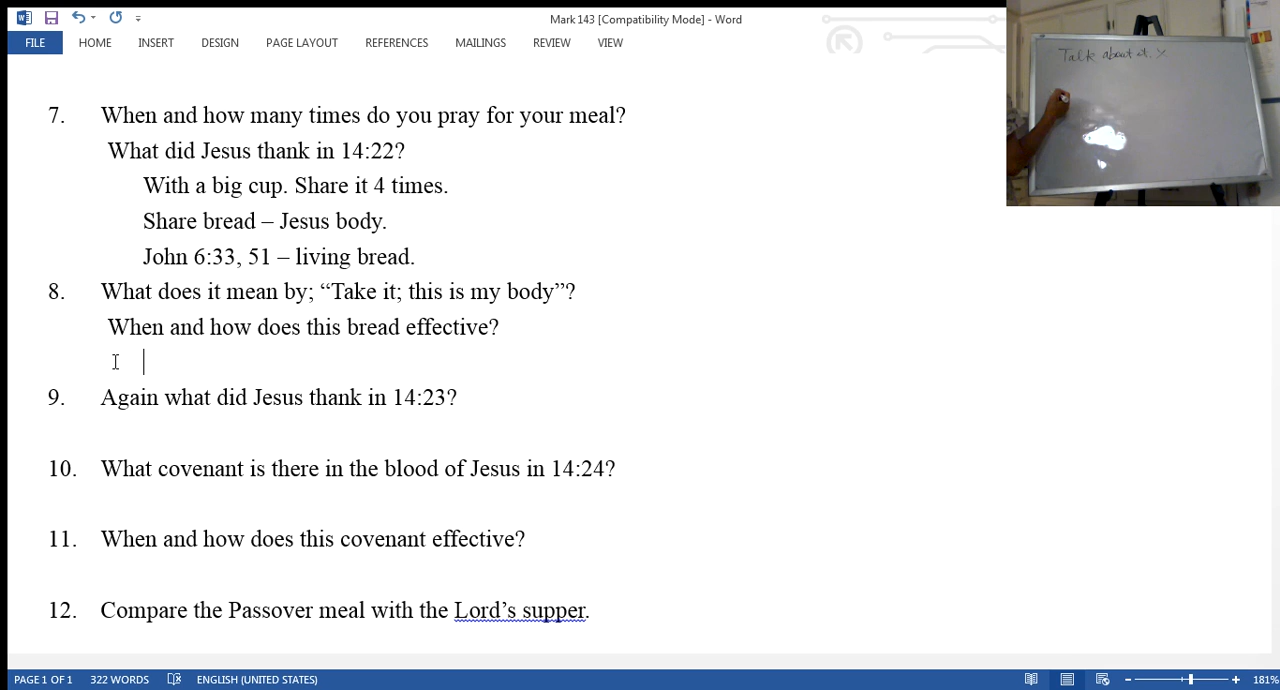 Mark 143 [Compatibility Mode] - Word
FILE HOME INSERT DESIGN PAGE LAYOUT REFERENCES MAILINGS REVIEW VIEW
Talk about it. X
7. When and how many times do you pray for your meal?
What did Jesus thank in 14:22?
With a big cup. Share it 4 times.
Share bread – Jesus body.
John 6:33, 51 – living bread.
8. What does it mean by; “Take it; this is my body”?
When and how does this bread effective?
9. Again what did Jesus thank in 14:23?
10. What covenant is there in the blood of Jesus in 14:24?
11. When and how does this covenant effective?
12. Compare the Passover meal with the Lord’s supper.
PAGE 1 OF 1 322 WORDS ENGLISH (UNITED STATES) 181%